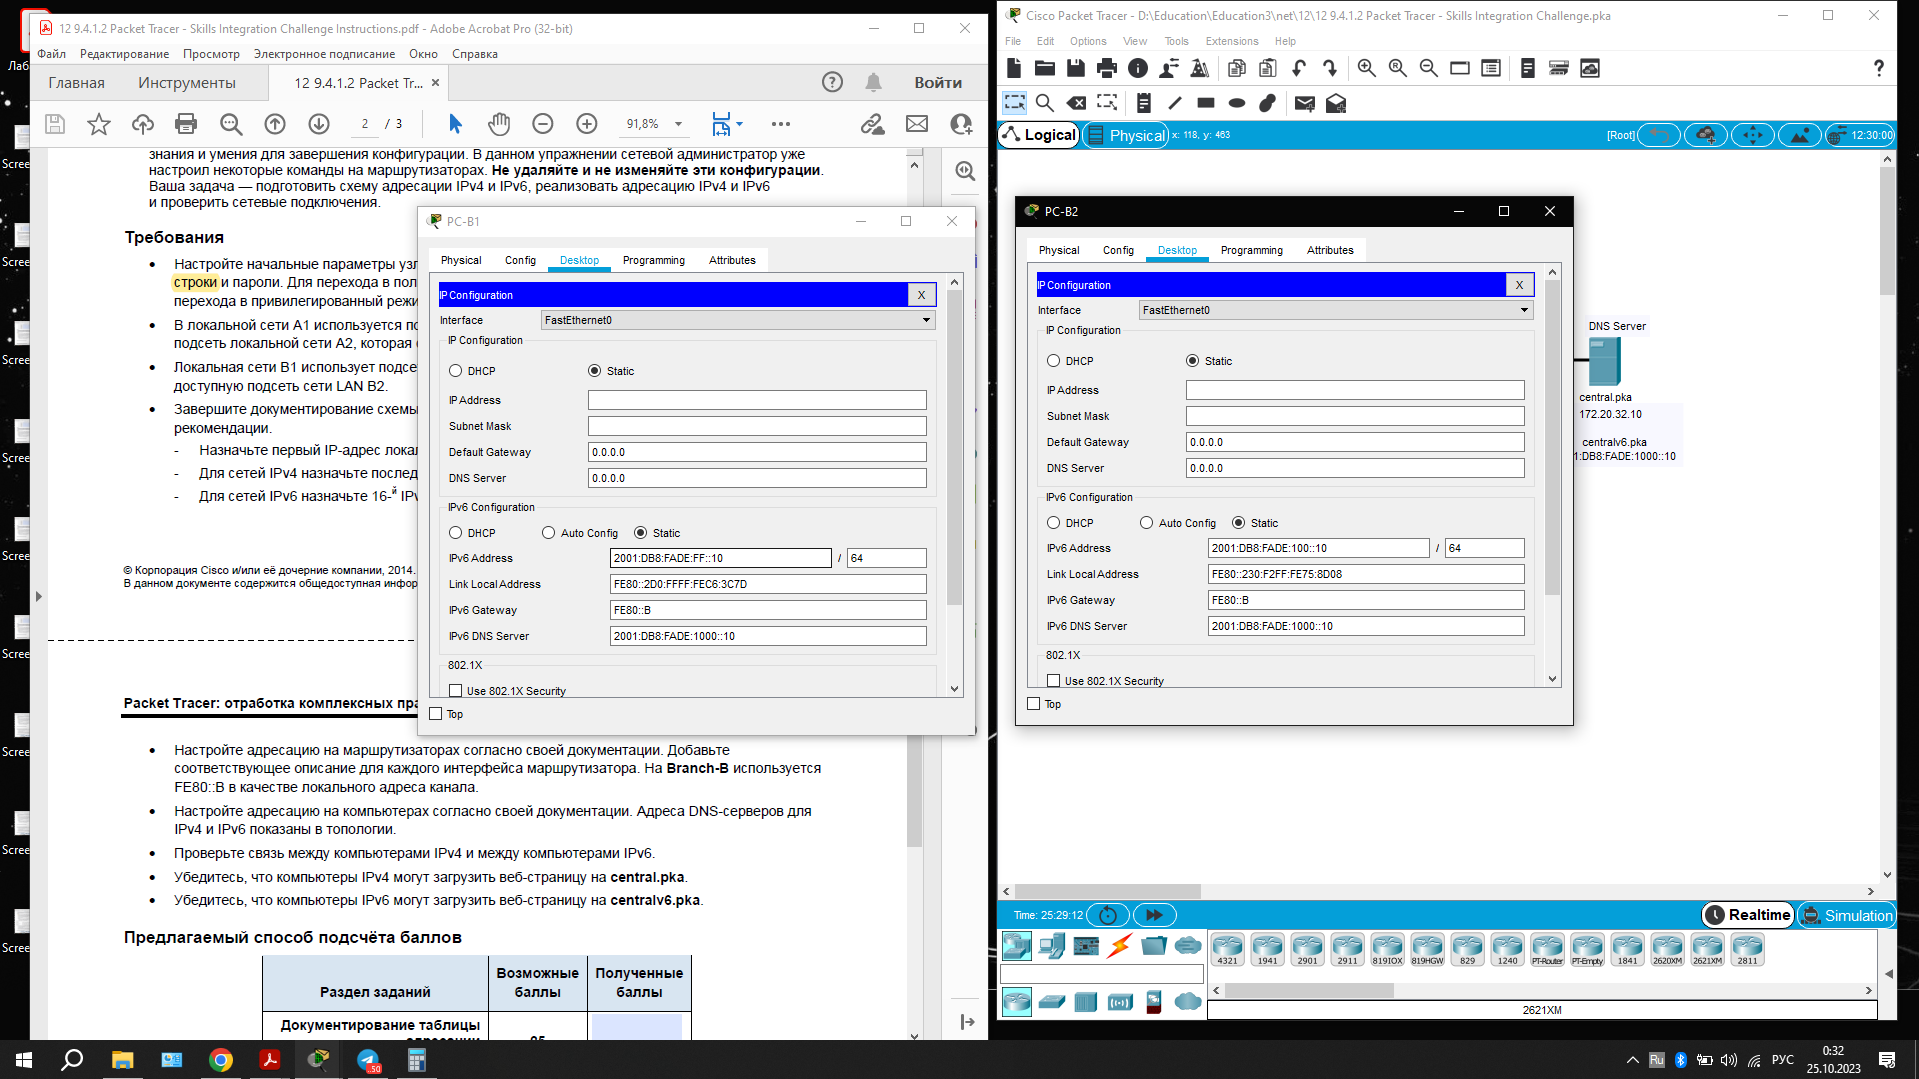 12 9.4.1.2 Packet Tracer - Skills Integration Challenge Instructions.pdf - Adobe Acrobat Pro (32-bit)
Файл Редактирование Просмотр Электронное подписание Окно Справка
Главная Инструменты 12 9.4.1.2 Packet Tr... × Войти
2 / 3 91,8%
знания и умения для завершения конфигурации. В данном упражнении сетевой администратор уже
настроил некоторые команды на маршрутизаторах. Не удаляйте и не изменяйте эти конфигурации.
Ваша задача — подготовить схему адресации IPv4 и IPv6, реализовать адресацию IPv4 и IPv6
и проверить сетевые подключения.
Требования
• Настройте начальные параметры узл
строки и пароли. Для перехода в пол
перехода в привилегированный режи
• В локальной сети A1 используется по
подсеть локальной сети A2, которая
• Локальная сети B1 использует подсе
доступную подсеть сети LAN B2.
• Завершите документирование схемы
рекомендации.
- Назначьте первый IP-адрес лока
- Для сетей IPv4 назначьте послед
- Для сетей IPv6 назначьте 16-й IPv
© Корпорация Cisco и/или её дочерние компании, 2014.
В данном документе содержится общедоступная инфор
Packet Tracer: отработка комплексных пра
• Настройте адресацию на маршрутизаторах согласно своей документации. Добавьте
соответствующее описание для каждого интерфейса маршрутизатора. На Branch-B используется
FE80::B в качестве локального адреса канала.
• Настройте адресацию на компьютерах согласно своей документации. Адреса DNS-серверов для
IPv4 и IPv6 показаны в топологии.
• Проверьте связь между компьютерами IPv4 и между компьютерами IPv6.
• Убедитесь, что компьютеры IPv4 могут загрузить веб-страницу на central.pka.
• Убедитесь, что компьютеры IPv6 могут загрузить веб-страницу на centralv6.pka.
Предлагаемый способ подсчёта баллов
Раздел заданий
Возможные баллы
Полученные баллы
Документирование таблицы
PC-B1
Physical Config Desktop Programming Attributes
IP Configuration X
Interface FastEthernet0
IP Configuration
DHCP Static
IP Address
Subnet Mask
Default Gateway 0.0.0.0
DNS Server 0.0.0.0
IPv6 Configuration
DHCP Auto Config Static
IPv6 Address 2001:DB8:FADE:FF::10 / 64
Link Local Address FE80::2D0:FFFF:FEC6:3C7D
IPv6 Gateway FE80::B
IPv6 DNS Server 2001:DB8:FADE:1000::10
802.1X
Use 802.1X Security
Top
Cisco Packet Tracer - D:\Education\Education3\net\12\12 9.4.1.2 Packet Tracer - Skills Integration Challenge.pka
File Edit Options View Tools Extensions Help
Logical Physical x: 118, y: 463 [Root] 12:30:00
PC-B2
Physical Config Desktop Programming Attributes
IP Configuration X
Interface FastEthernet0
IP Configuration
DHCP Static
IP Address
Subnet Mask
Default Gateway 0.0.0.0
DNS Server 0.0.0.0
IPv6 Configuration
DHCP Auto Config Static
IPv6 Address 2001:DB8:FADE:100::10 / 64
Link Local Address FE80::230:F2FF:FE75:8D08
IPv6 Gateway FE80::B
IPv6 DNS Server 2001:DB8:FADE:1000::10
802.1X
Use 802.1X Security
Top
DNS Server
central.pka
172.20.32.10
centralv6.pka
1:DB8:FADE:1000::10
Time: 25:29:12 Realtime Simulation
4321 1941 2901 2911 819IOX 819HGW 829 1240 PT-Router PT-Empty 1841 2620XM 2621XM 2811
2621XM
Лаб
Scree
Scree
Scree
Scree
Scree
Scree
Scree
Scree
Scree
.50
Ru
РУС
0:32
25.10.2023